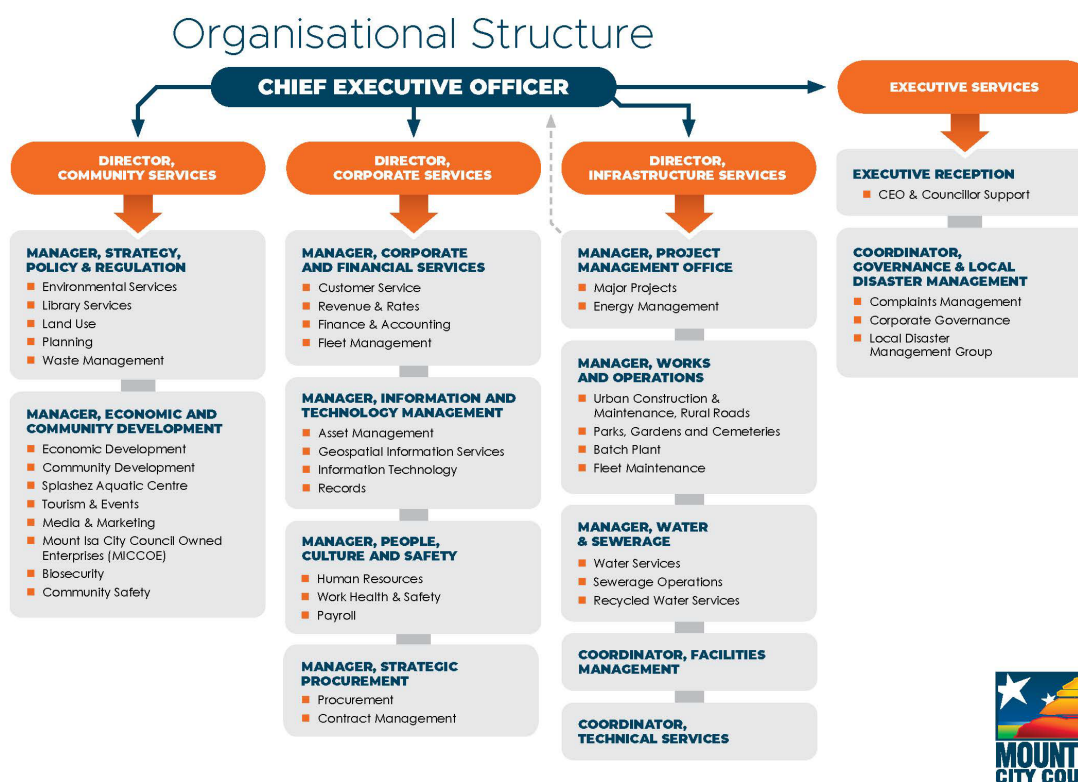 Organisational Structure
CHIEF EXECUTIVE OFFICER
EXECUTIVE SERVICES
DIRECTOR,
COMMUNITY SERVICES
MANAGER, STRATEGY,
POLICY & REGULATION
Environmental Services
Library Services
Land Use
Planning
Waste Management
MANAGER, ECONOMIC AND
COMMUNITY DEVELOPMENT
Economic Development
Community Development
Splashez Aquatic Centre
Tourism & Events
Media & Marketing
Mount Isa City Council Owned
Enterprises (MICCOE)
Biosecurity
Community Safety
DIRECTOR,
CORPORATE SERVICES
MANAGER, CORPORATE
AND FINANCIAL SERVICES
Customer Service
Revenue & Rates
Finance & Accounting
Fleet Management
MANAGER, INFORMATION AND
TECHNOLOGY MANAGEMENT
Asset Management
Geospatial Information Services
Information Technology
Records
MANAGER, PEOPLE,
CULTURE AND SAFETY
Human Resources
Work Health & Safety
Payroll
MANAGER, STRATEGIC
PROCUREMENT
Procurement
Contract Management
DIRECTOR,
INFRASTRUCTURE SERVICES
MANAGER, PROJECT
MANAGEMENT OFFICE
Major Projects
Energy Management
MANAGER, WORKS
AND OPERATIONS
Urban Construction &
Maintenance, Rural Roads
Parks, Gardens and Cemeteries
Batch Plant
Fleet Maintenance
MANAGER, WATER
& SEWERAGE
Water Services
Sewerage Operations
Recycled Water Services
COORDINATOR, FACILITIES
MANAGEMENT
COORDINATOR,
TECHNICAL SERVICES
EXECUTIVE RECEPTION
CEO & Councillor Support
COORDINATOR,
GOVERNANCE & LOCAL
DISASTER MANAGEMENT
Complaints Management
Corporate Governance
Local Disaster
Management Group
MOUNT
CITY